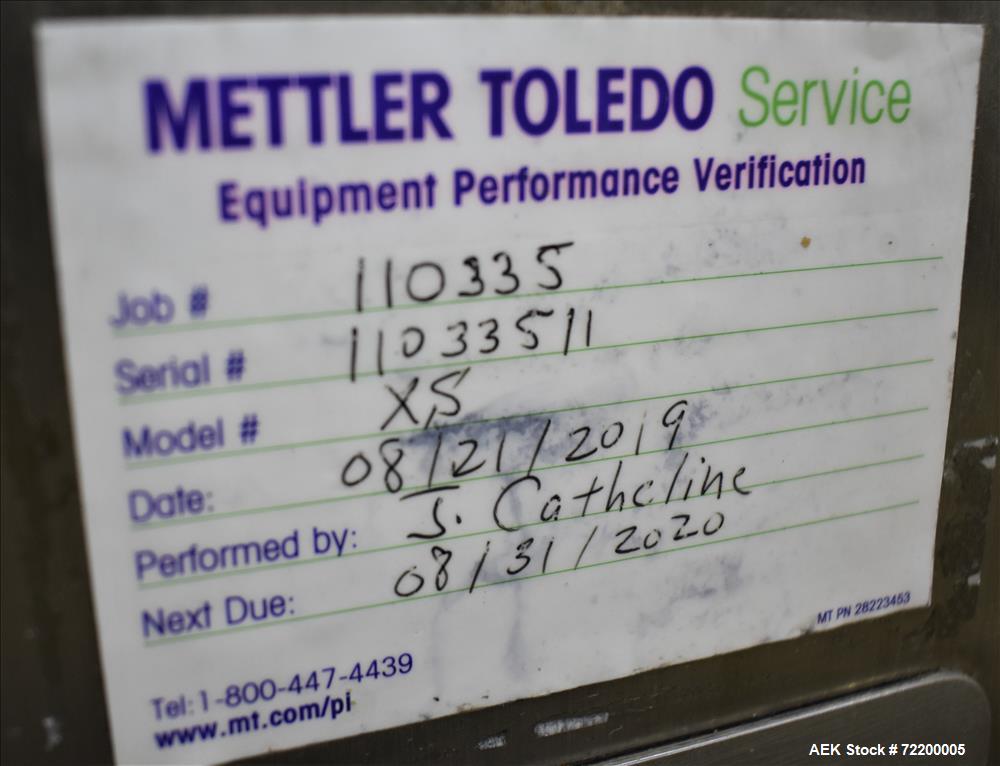 METTLER TOLEDO Service
Equipment Performance Verification
Job # 110335
Serial # 11033511
Model # XS
Date: 08/21/2019
Performed by: J. Catheline
Next Due: 08/31/2020
MT PN 28223453
Tel: 1-800-447-4439
www.mt.com/pi
AEK Stock # 72200005